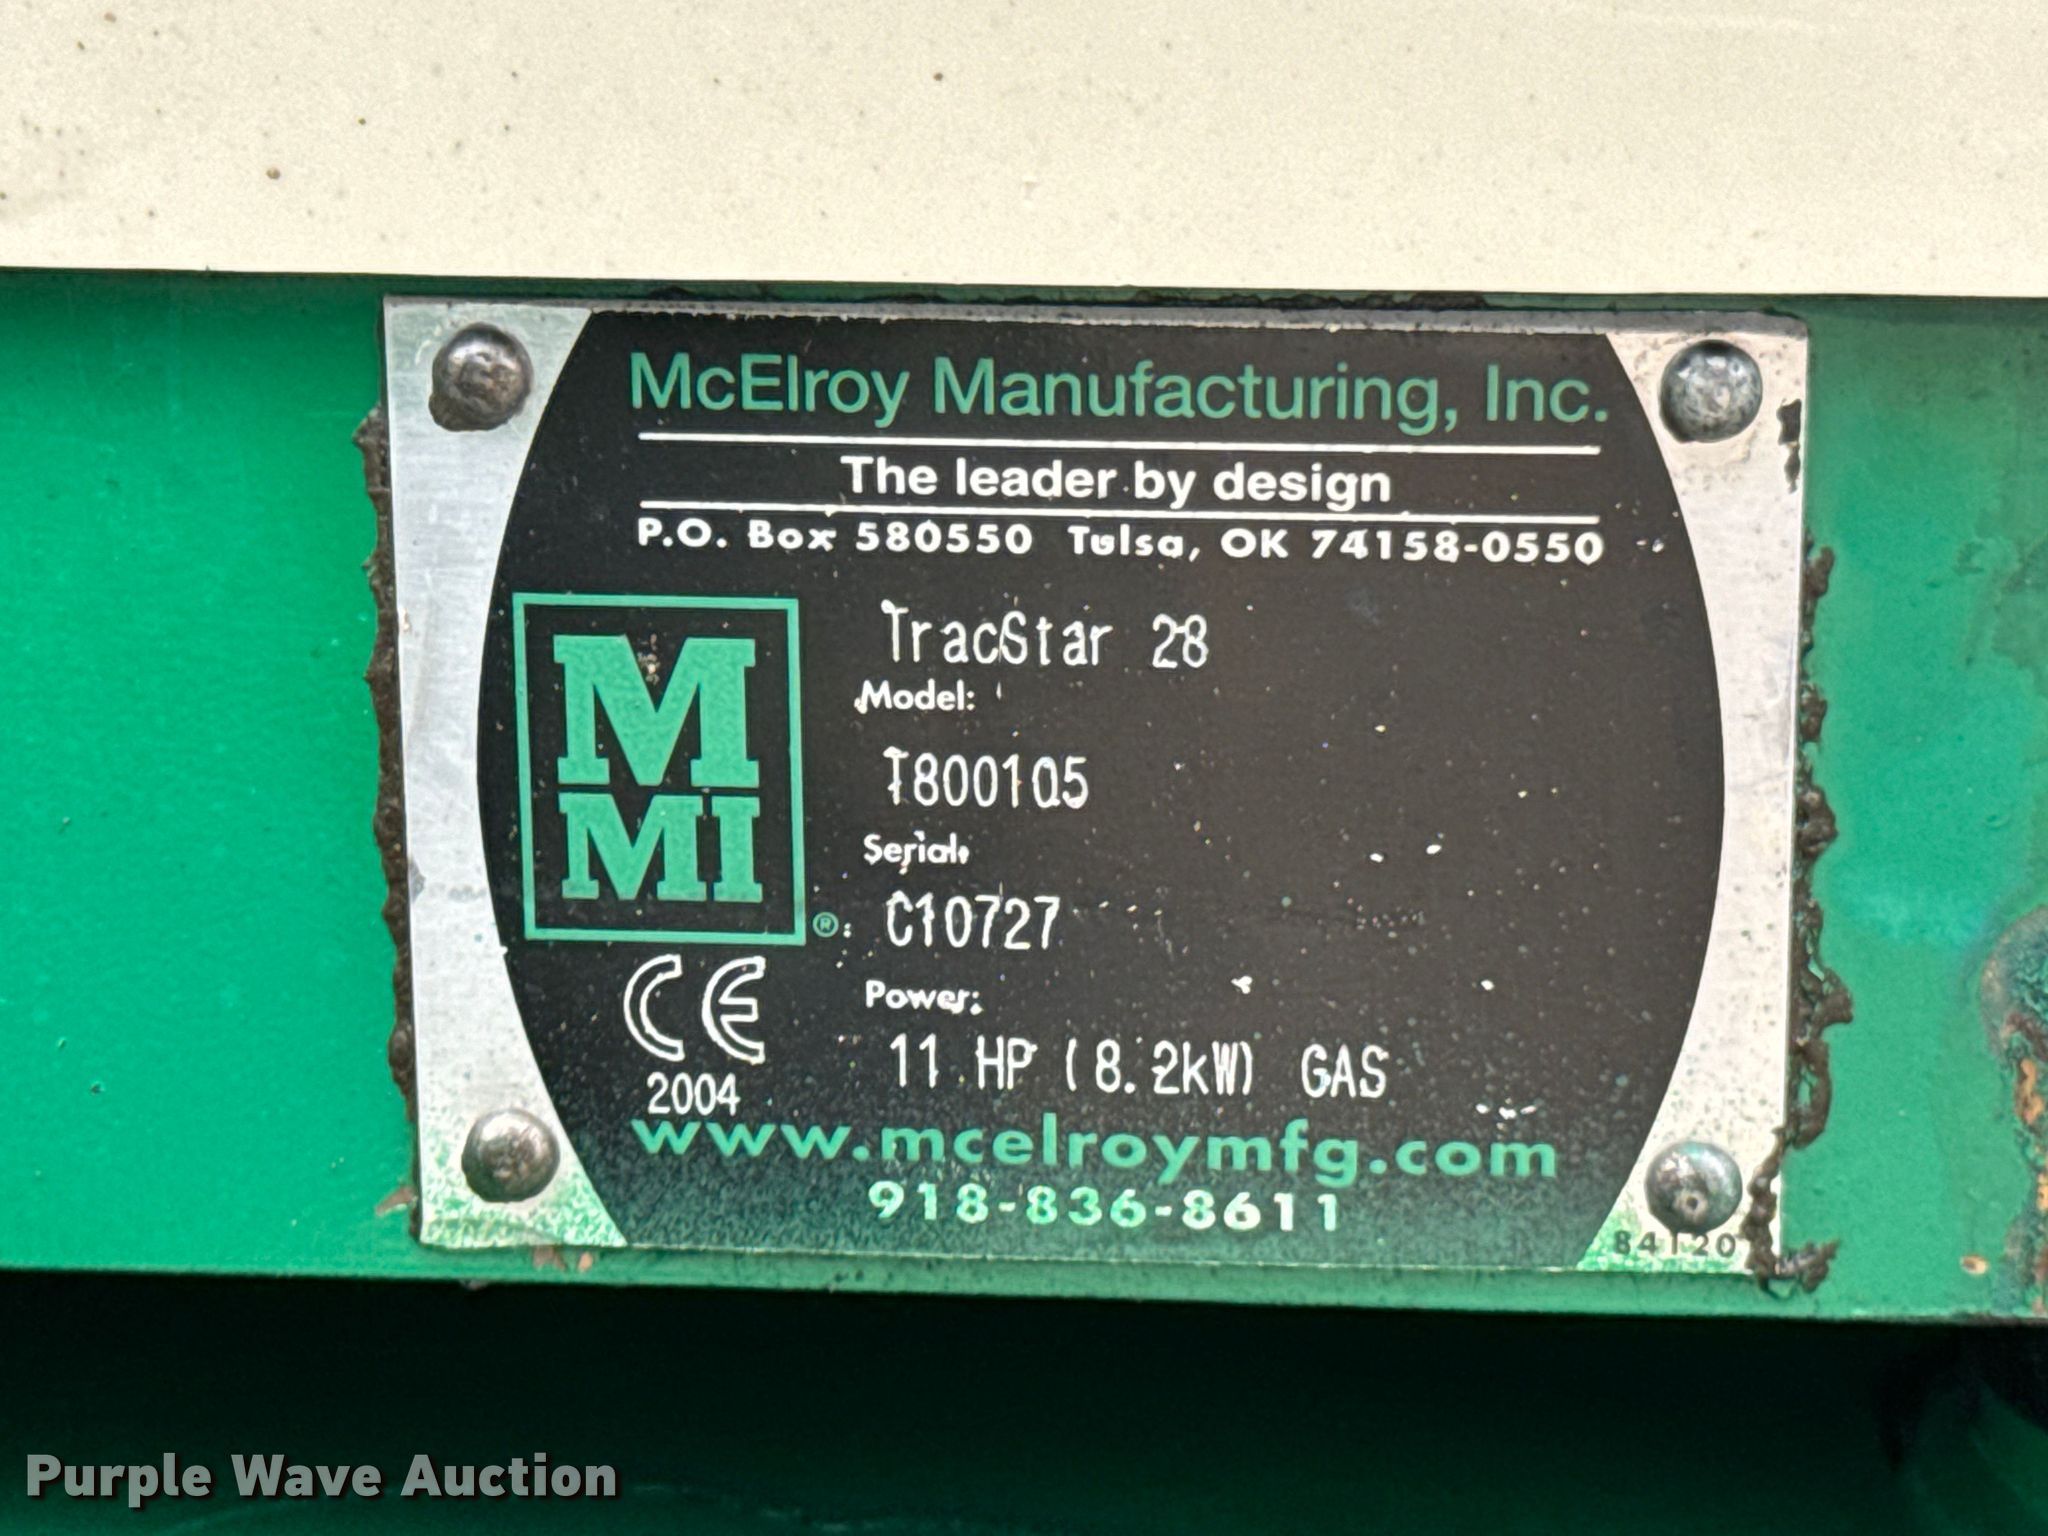 McElroy Manufacturing, Inc.
The leader by design
P.O. Box 580550 Tulsa, OK 74158-0550
TracStar 28
Model:
T800105
Serial:
MMI
® : C10727
Power:
11 HP (8.2kW) GAS
CE
2004
www.mcelroymfg.com
918-836-8611
84120
Purple Wave Auction